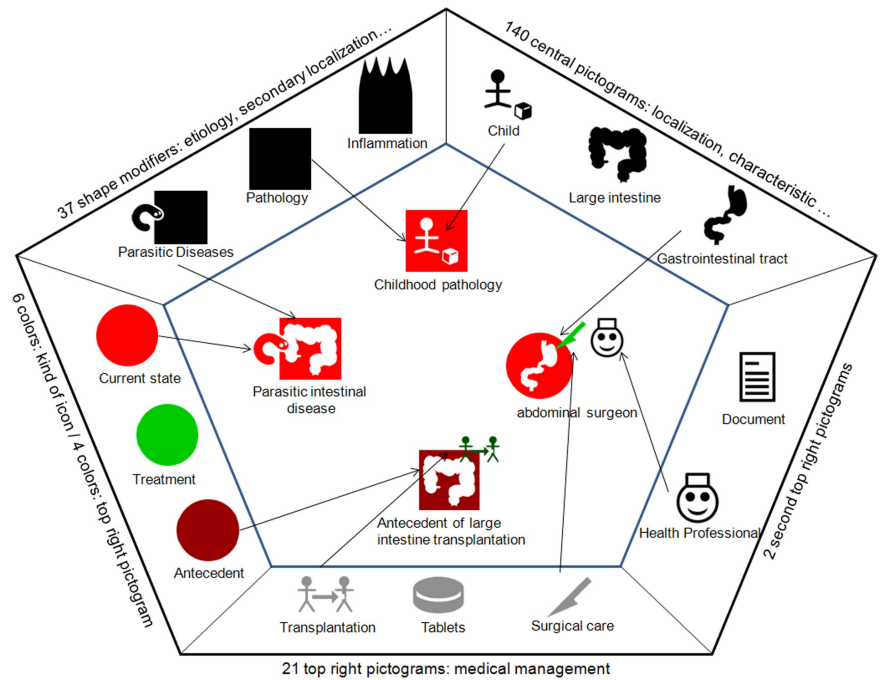 37 shape modifiers: etiology, secondary localization…
140 central pictograms: localization, characteristic …
Inflammation
Child
Pathology
Large intestine
Parasitic Diseases
Gastrointestinal tract
Childhood pathology
6 colors: kind of icon / 4 colors: top right pictogram
Current state
Parasitic intestinal
disease
abdominal surgeon
Document
2 second top right pictograms
Treatment
Antecedent of large
intestine transplantation
Health Professional
Antecedent
Transplantation
Tablets
Surgical care
21 top right pictograms: medical management